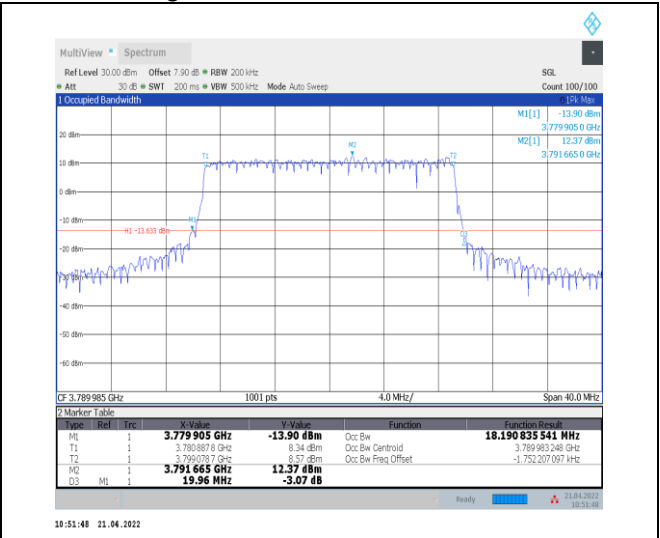 MultiView Spectrum
Ref Level 30.00 dBm Offset 7.90 dB RBW 200 kHz SGL
Att 30 dB SWT 200 ms VBW 500 kHz Mode Auto Sweep Count 100/100
1 Occupied Bandwidth 1Pk Max
M1[1] -13.90 dBm
3.779 905 0 GHz
M2[1] 12.37 dBm
3.791 665 0 GHz
20 dBm
M2
T1 T2
10 dBm
0 dBm
-10 dBm
M1
H1 -13.633 dBm
D3
-20 dBm
-30 dBm
-40 dBm
-50 dBm
-60 dBm
CF 3.789 985 GHz 1001 pts 4.0 MHz/ Span 40.0 MHz
2 Marker Table
Type Ref Trc X-Value Y-Value Function Function Result
M1 1 3.779 905 GHz -13.90 dBm Occ Bw 18.190 835 541 MHz
T1 1 3.780 887 8 GHz 8.34 dBm Occ Bw Centroid 3.789 983 248 GHz
T2 1 3.799 078 7 GHz 8.57 dBm Occ Bw Freq Offset -1.752 207 097 kHz
M2 1 3.791 665 GHz 12.37 dBm
D3 M1 1 19.96 MHz -3.07 dB
Ready 21.04.2022
10:51:48
10:51:48 21.04.2022